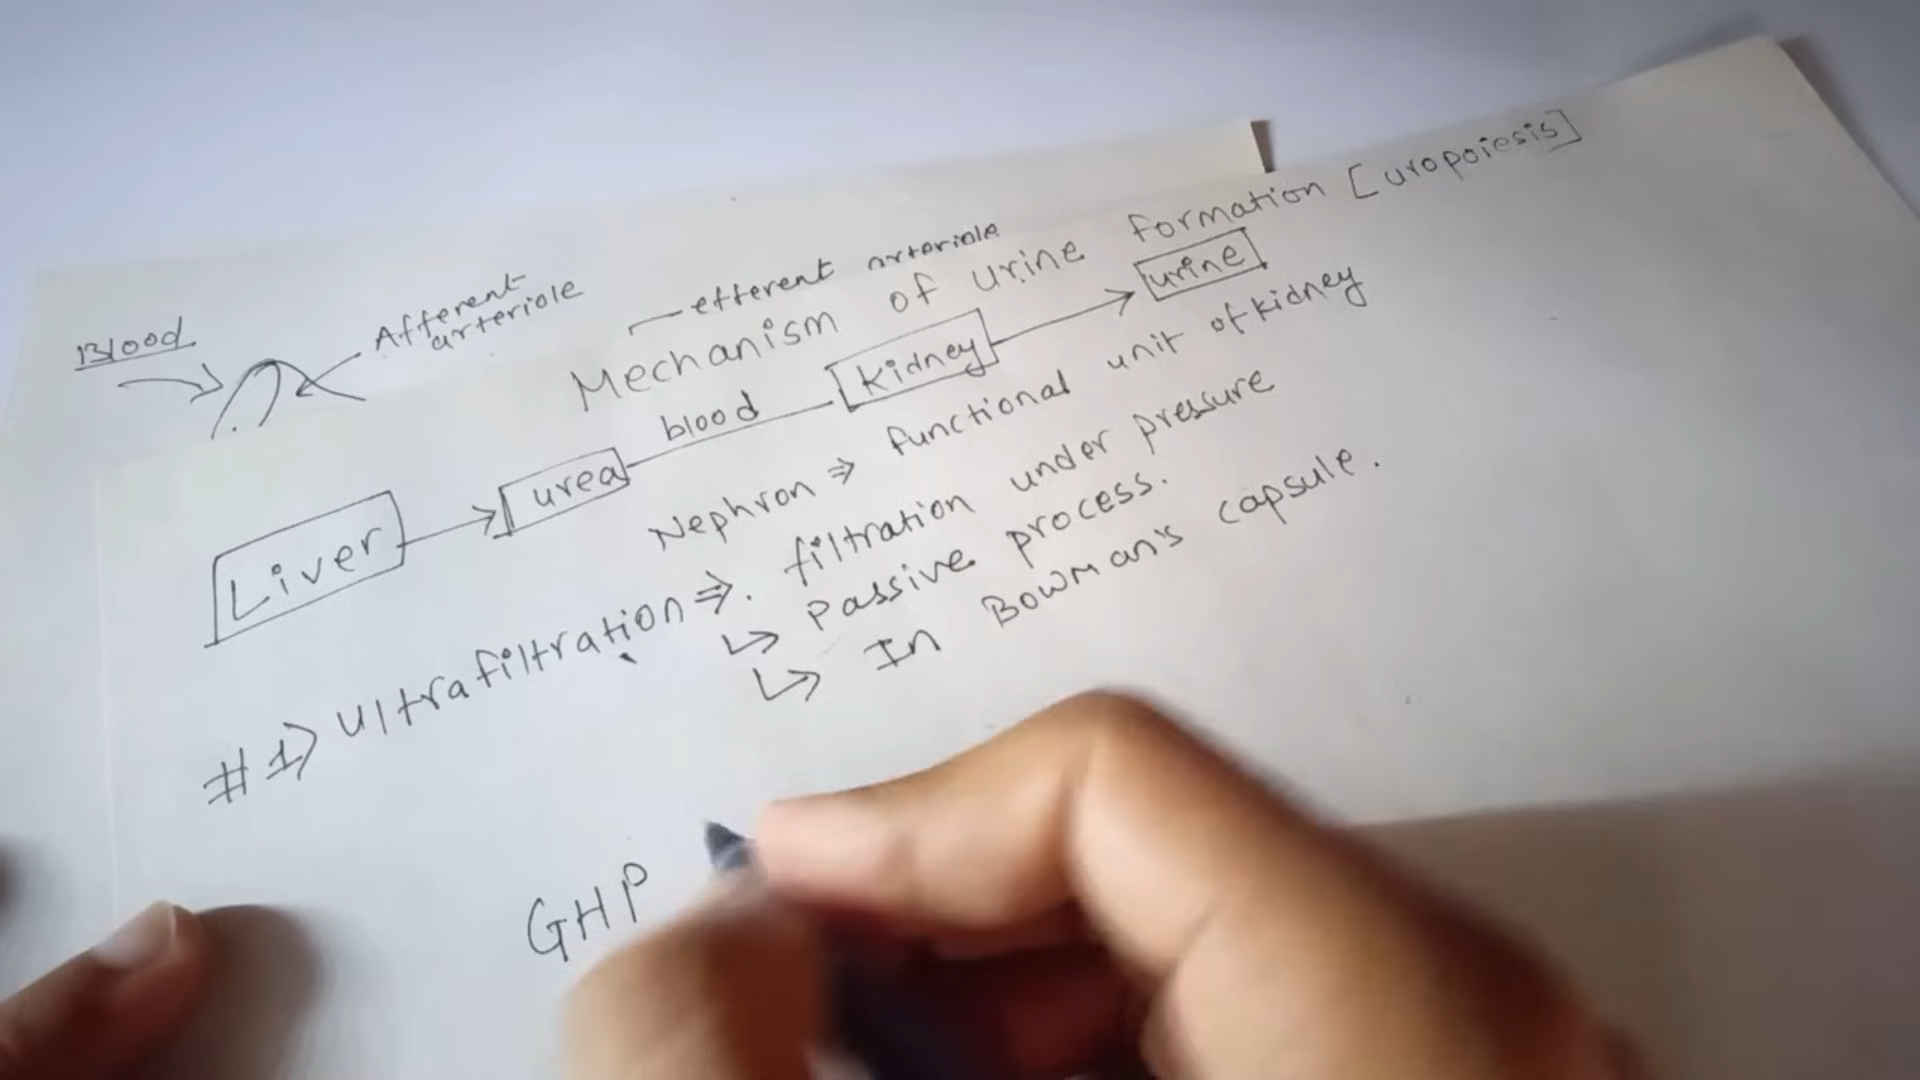 Blood
Afferent
arteriole
efferent arteriole
Mechanism of urine formation [uropoiesis]
Liver
urea
blood
Kidney
urine
Nephron ⇒ functional unit of kidney
#1) Ultrafiltration ⇒. filtration under pressure
↳ Passive process.
↳ In Bowman's capsule.
GHP